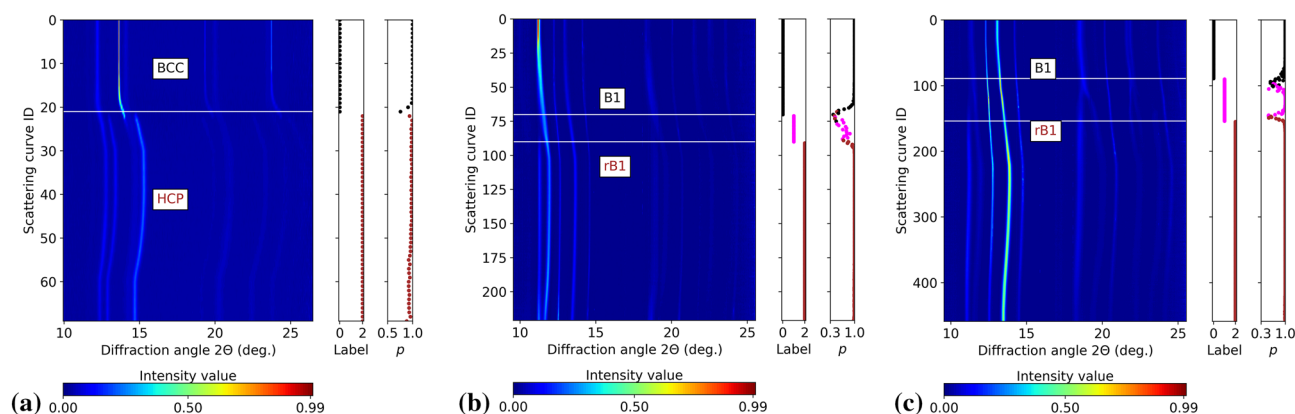 0
10
20
30
40
50
60
Scattering curve ID
BCC
HCP
10 15 20 25
Diffraction angle 2Θ (deg.)
0 2
Label
0.5 1.0
p
Intensity value
0.00 0.50 0.99
(a)
0
25
50
75
100
125
150
175
200
Scattering curve ID
B1
rB1
10 15 20 25
Diffraction angle 2Θ (deg.)
0 2
Label
0.3 1.0
p
Intensity value
0.00 0.50 0.99
(b)
0
100
200
300
400
Scattering curve ID
B1
rB1
10 15 20 25
Diffraction angle 2Θ (deg.)
0 2
Label
0.3 1.0
p
Intensity value
0.00 0.50 0.99
(c)